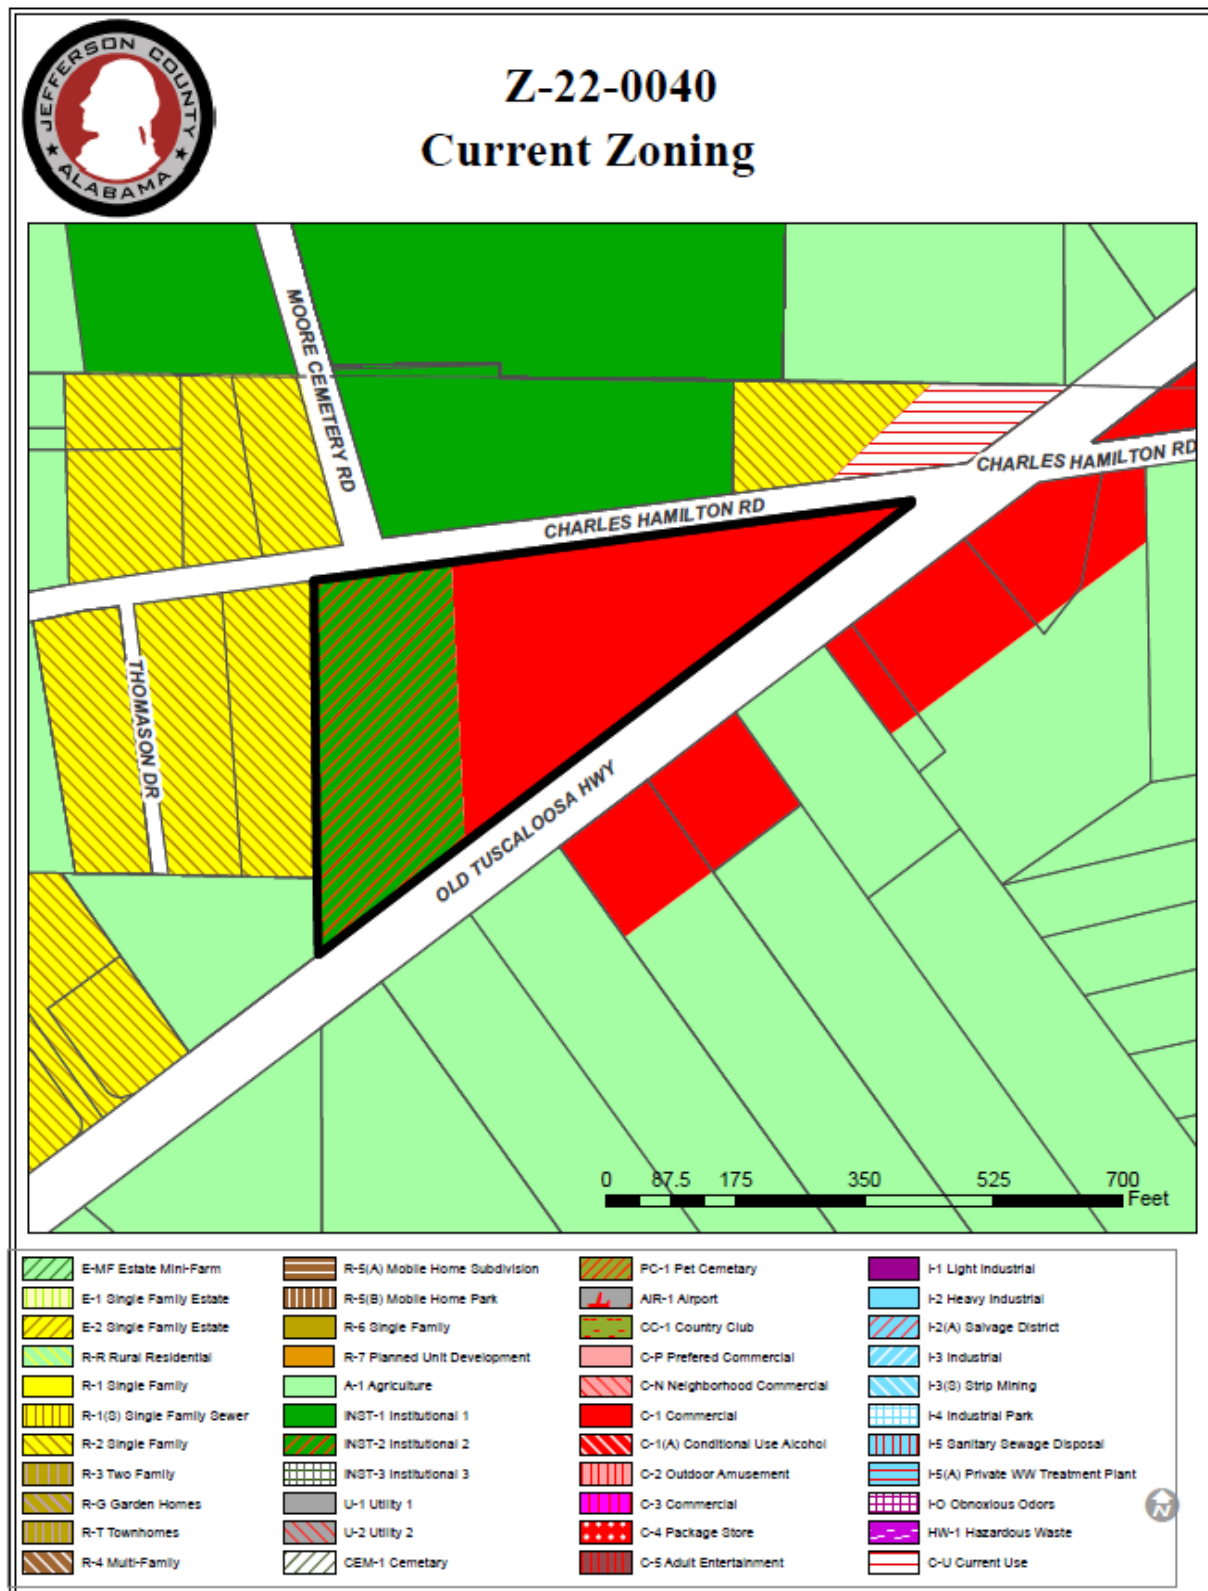 JEFFERSON COUNTY
ALABAMA
Z-22-0040
Current Zoning
MOORE CEMETERY RD
CHARLES HAMILTON RD
CHARLES HAMILTON RD
THOMASON DR
OLD TUSCALOOSA HWY
0 87.5 175 350 525 700
Feet
E-MF Estate Mini-Farm
E-1 Single Family Estate
E-2 Single Family Estate
R-R Rural Residential
R-1 Single Family
R-1(S) Single Family Sewer
R-2 Single Family
R-3 Two Family
R-G Garden Homes
R-T Townhomes
R-4 Multi-Family
R-5(A) Mobile Home Subdivision
R-5(B) Mobile Home Park
R-6 Single Family
R-7 Planned Unit Development
A-1 Agriculture
INST-1 Institutional 1
INST-2 Institutional 2
INST-3 Institutional 3
U-1 Utility 1
U-2 Utility 2
CEM-1 Cemetary
PC-1 Pet Cemetary
AIR-1 Airport
CC-1 Country Club
C-P Prefered Commercial
C-N Neighborhood Commercial
C-1 Commercial
C-1(A) Conditional Use Alcohol
C-2 Outdoor Amusement
C-3 Commercial
C-4 Package Store
C-5 Adult Entertainment
I-1 Light Industrial
I-2 Heavy Industrial
I-2(A) Salvage District
I-3 Industrial
I-3(S) Strip Mining
I-4 Industrial Park
I-5 Sanitary Sewage Disposal
I-5(A) Private WW Treatment Plant
I-O Obnoxious Odors
HW-1 Hazardous Waste
C-U Current Use
N